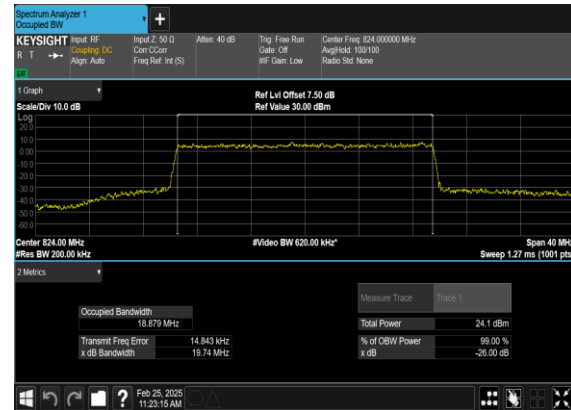 Spectrum Analyzer 1
Occupied BW
+
KEYSIGHT Input: RF Input Z: 50 Ω Atten: 40 dB Trig: Free Run Center Freq: 824.000000 MHz
R T Coupling: DC Corr CCorr Gate: Off Avg|Hold: 100/100
Align: Auto Freq Ref: Int (S) #IF Gain: Low Radio Std: None
1 Graph
Ref Lvl Offset 7.50 dB
Scale/Div 10.0 dB Ref Value 30.00 dBm
Log
20.0
10.0
0.00
-10.0
-20.0
-30.0
-40.0
-50.0
-60.0
Center 824.00 MHz #Video BW 620.00 kHz* Span 40 MHz
#Res BW 200.00 kHz Sweep 1.27 ms (1001 pts)
2 Metrics
Measure Trace Trace 1
Occupied Bandwidth
18.879 MHz Total Power 24.1 dBm
Transmit Freq Error 14.843 kHz % of OBW Power 99.00 %
x dB Bandwidth 19.74 MHz x dB -26.00 dB
? Feb 25, 2025
11:23:15 AM